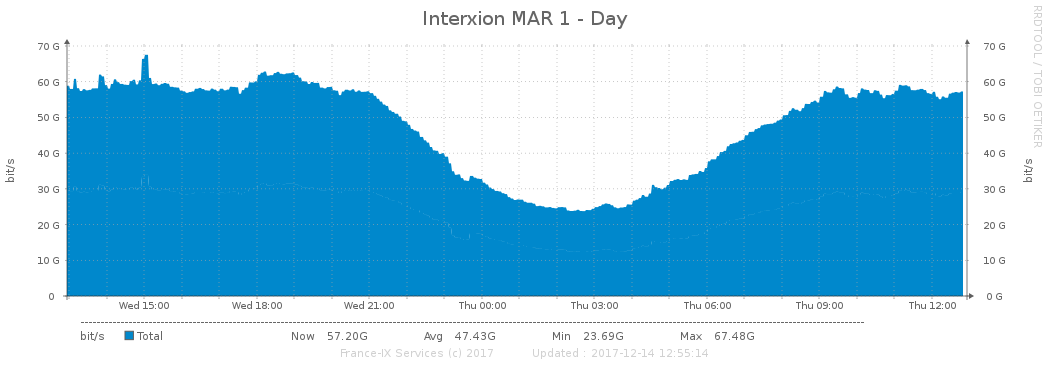 Interxion MAR 1 - Day
RRDTOOL / TOBI OETIKER
bit/s
70 G 70 G
60 G 60 G
50 G 50 G
40 G 40 G
30 G 30 G
20 G 20 G
10 G 10 G
0 0 G
bit/s
Wed 15:00 Wed 18:00 Wed 21:00 Thu 00:00 Thu 03:00 Thu 06:00 Thu 09:00 Thu 12:00
bit/s Total Now 57.20G Avg 47.43G Min 23.69G Max 67.48G
France-IX Services (c) 2017 Updated : 2017-12-14 12:55:14